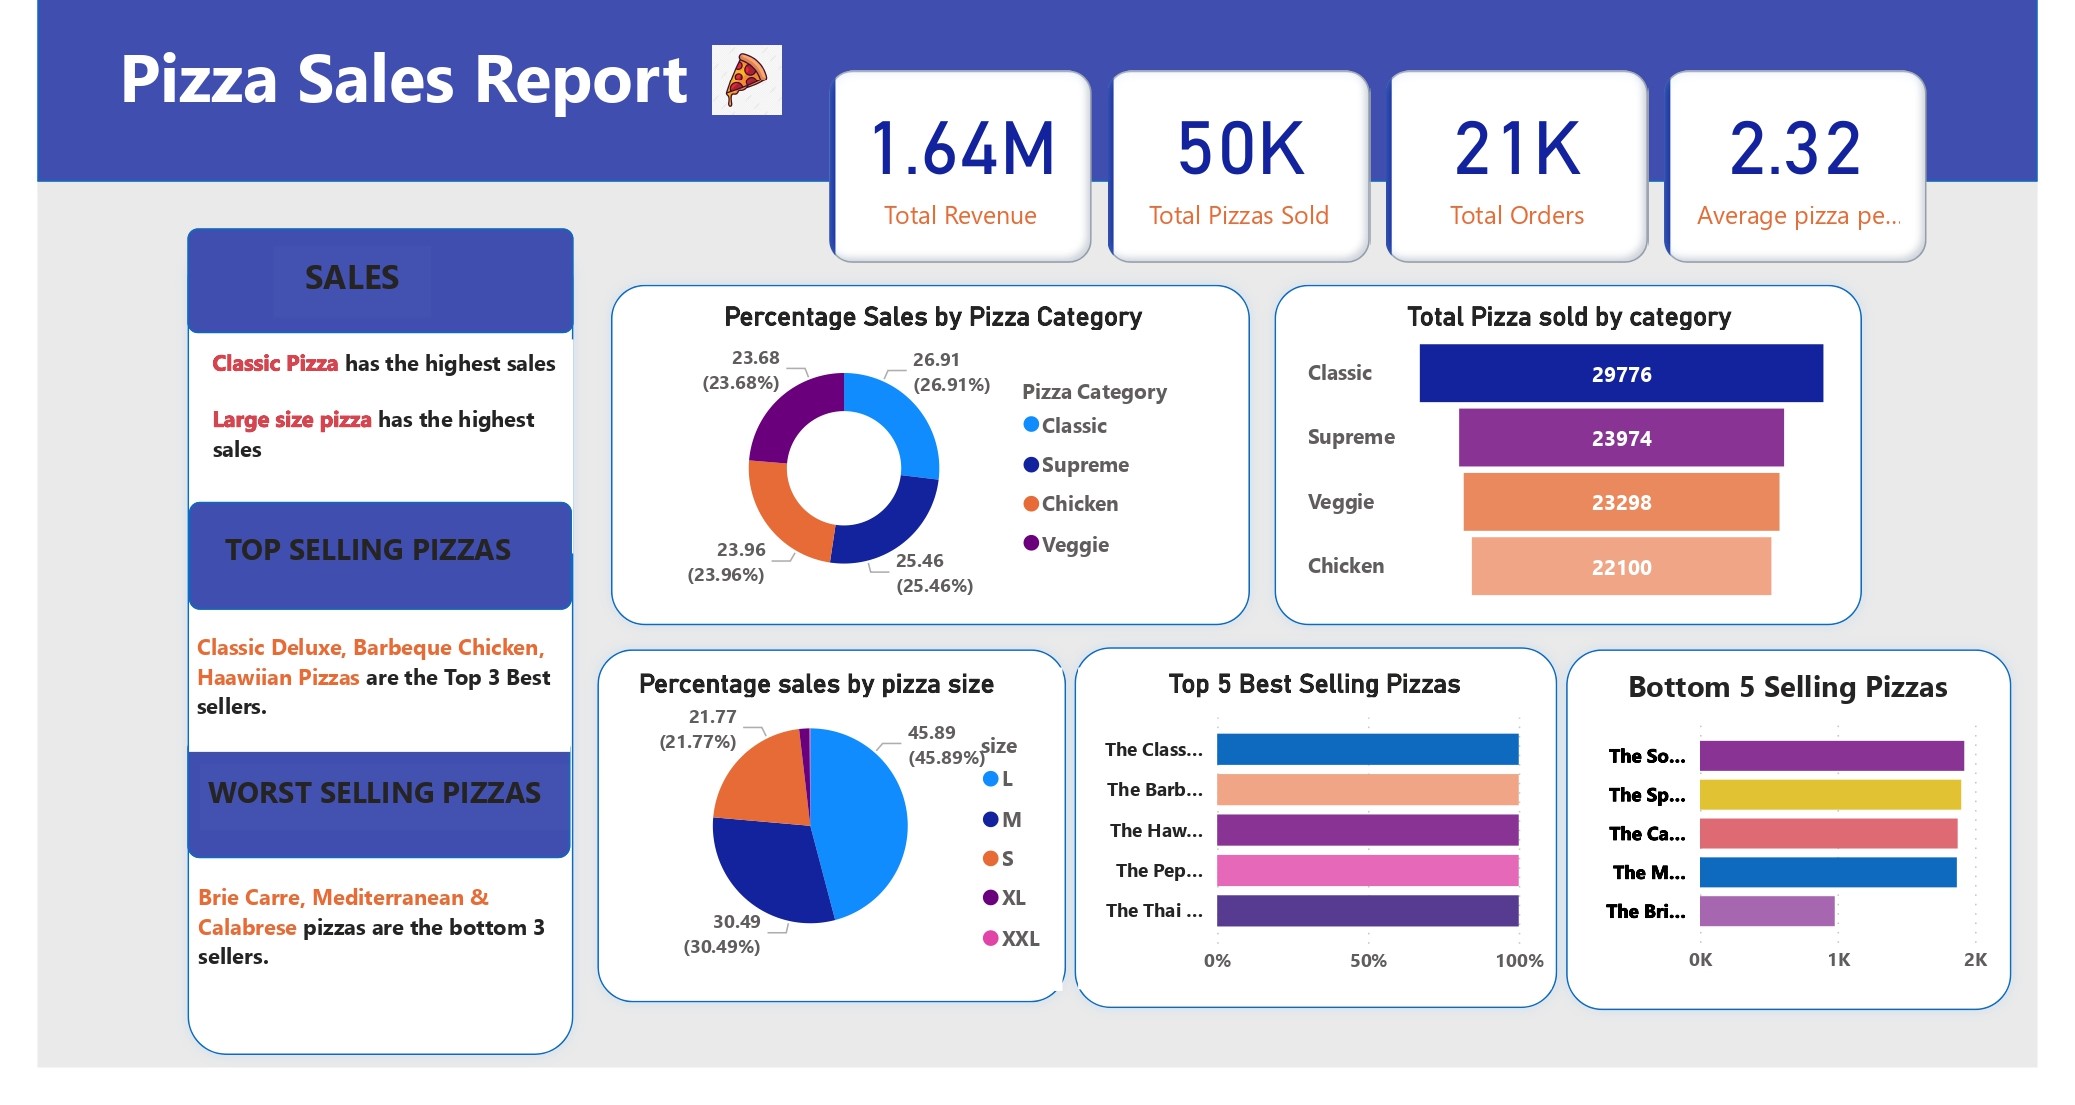 Pizza Sales Report
1.64M
Total Revenue
50K
Total Pizzas Sold
21K
Total Orders
2.32
Average pizza pe...
SALES
Classic Pizza has the highest sales
Large size pizza has the highest
sales
TOP SELLING PIZZAS
Classic Deluxe, Barbeque Chicken,
Haawiian Pizzas are the Top 3 Best
sellers.
WORST SELLING PIZZAS
Brie Carre, Mediterranean &
Calabrese pizzas are the bottom 3
sellers.
Percentage Sales by Pizza Category
23.68
(23.68%)
26.91
(26.91%)
23.96
(23.96%)
25.46
(25.46%)
Pizza Category
Classic
Supreme
Chicken
Veggie
Total Pizza sold by category
Classic 29776
Supreme 23974
Veggie 23298
Chicken 22100
Percentage sales by pizza size
21.77
(21.77%)
45.89
(45.89%)
30.49
(30.49%)
size
L
M
S
XL
XXL
Top 5 Best Selling Pizzas
The Class...
The Barb...
The Haw...
The Pep...
The Thai ...
0% 50% 100%
Bottom 5 Selling Pizzas
The So...
The Sp...
The Ca...
The M...
The Bri...
0K 1K 2K